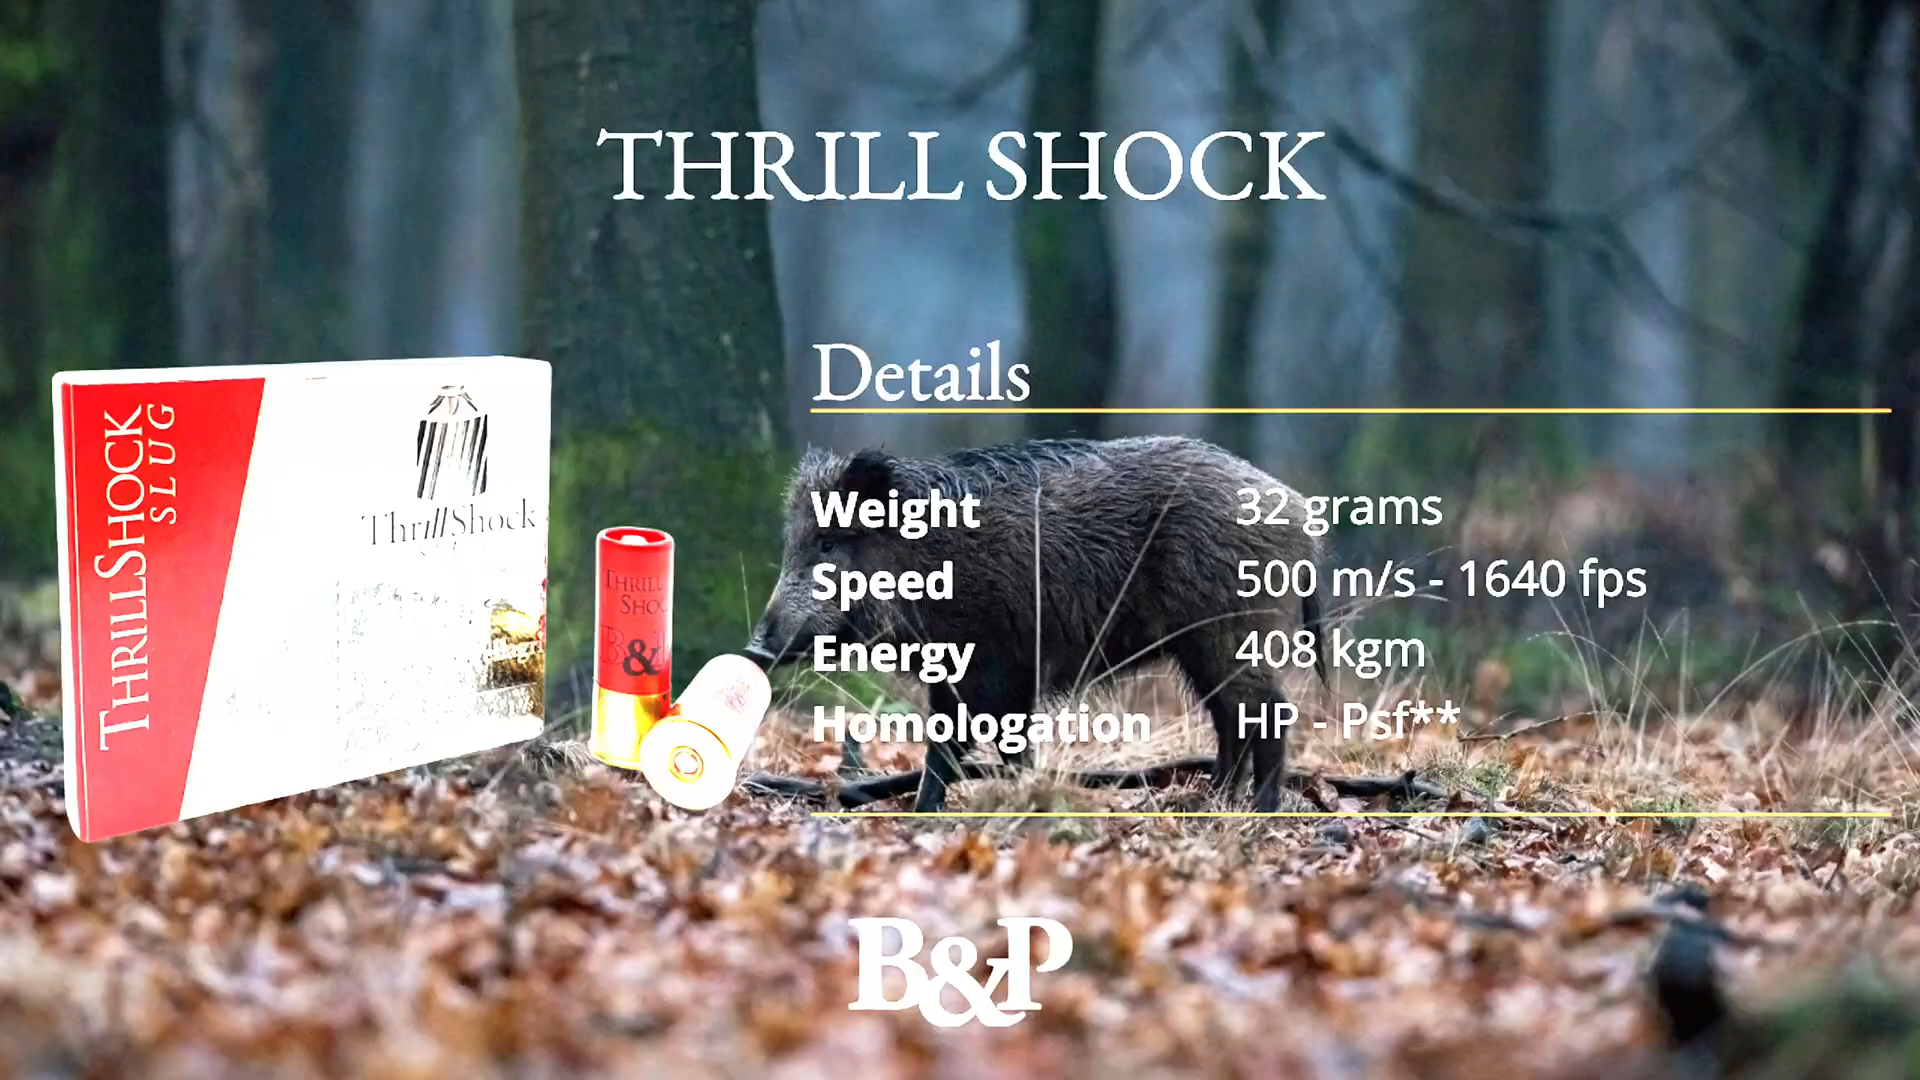 THRILL SHOCK
Details
Weight 32 grams
Speed 500 m/s - 1640 fps
Energy 408 kgm
Homologation HP - Psf**
THRILLSHOCK
SLUG
ThrillShock
THRILL
SHOC
B&P
B&P